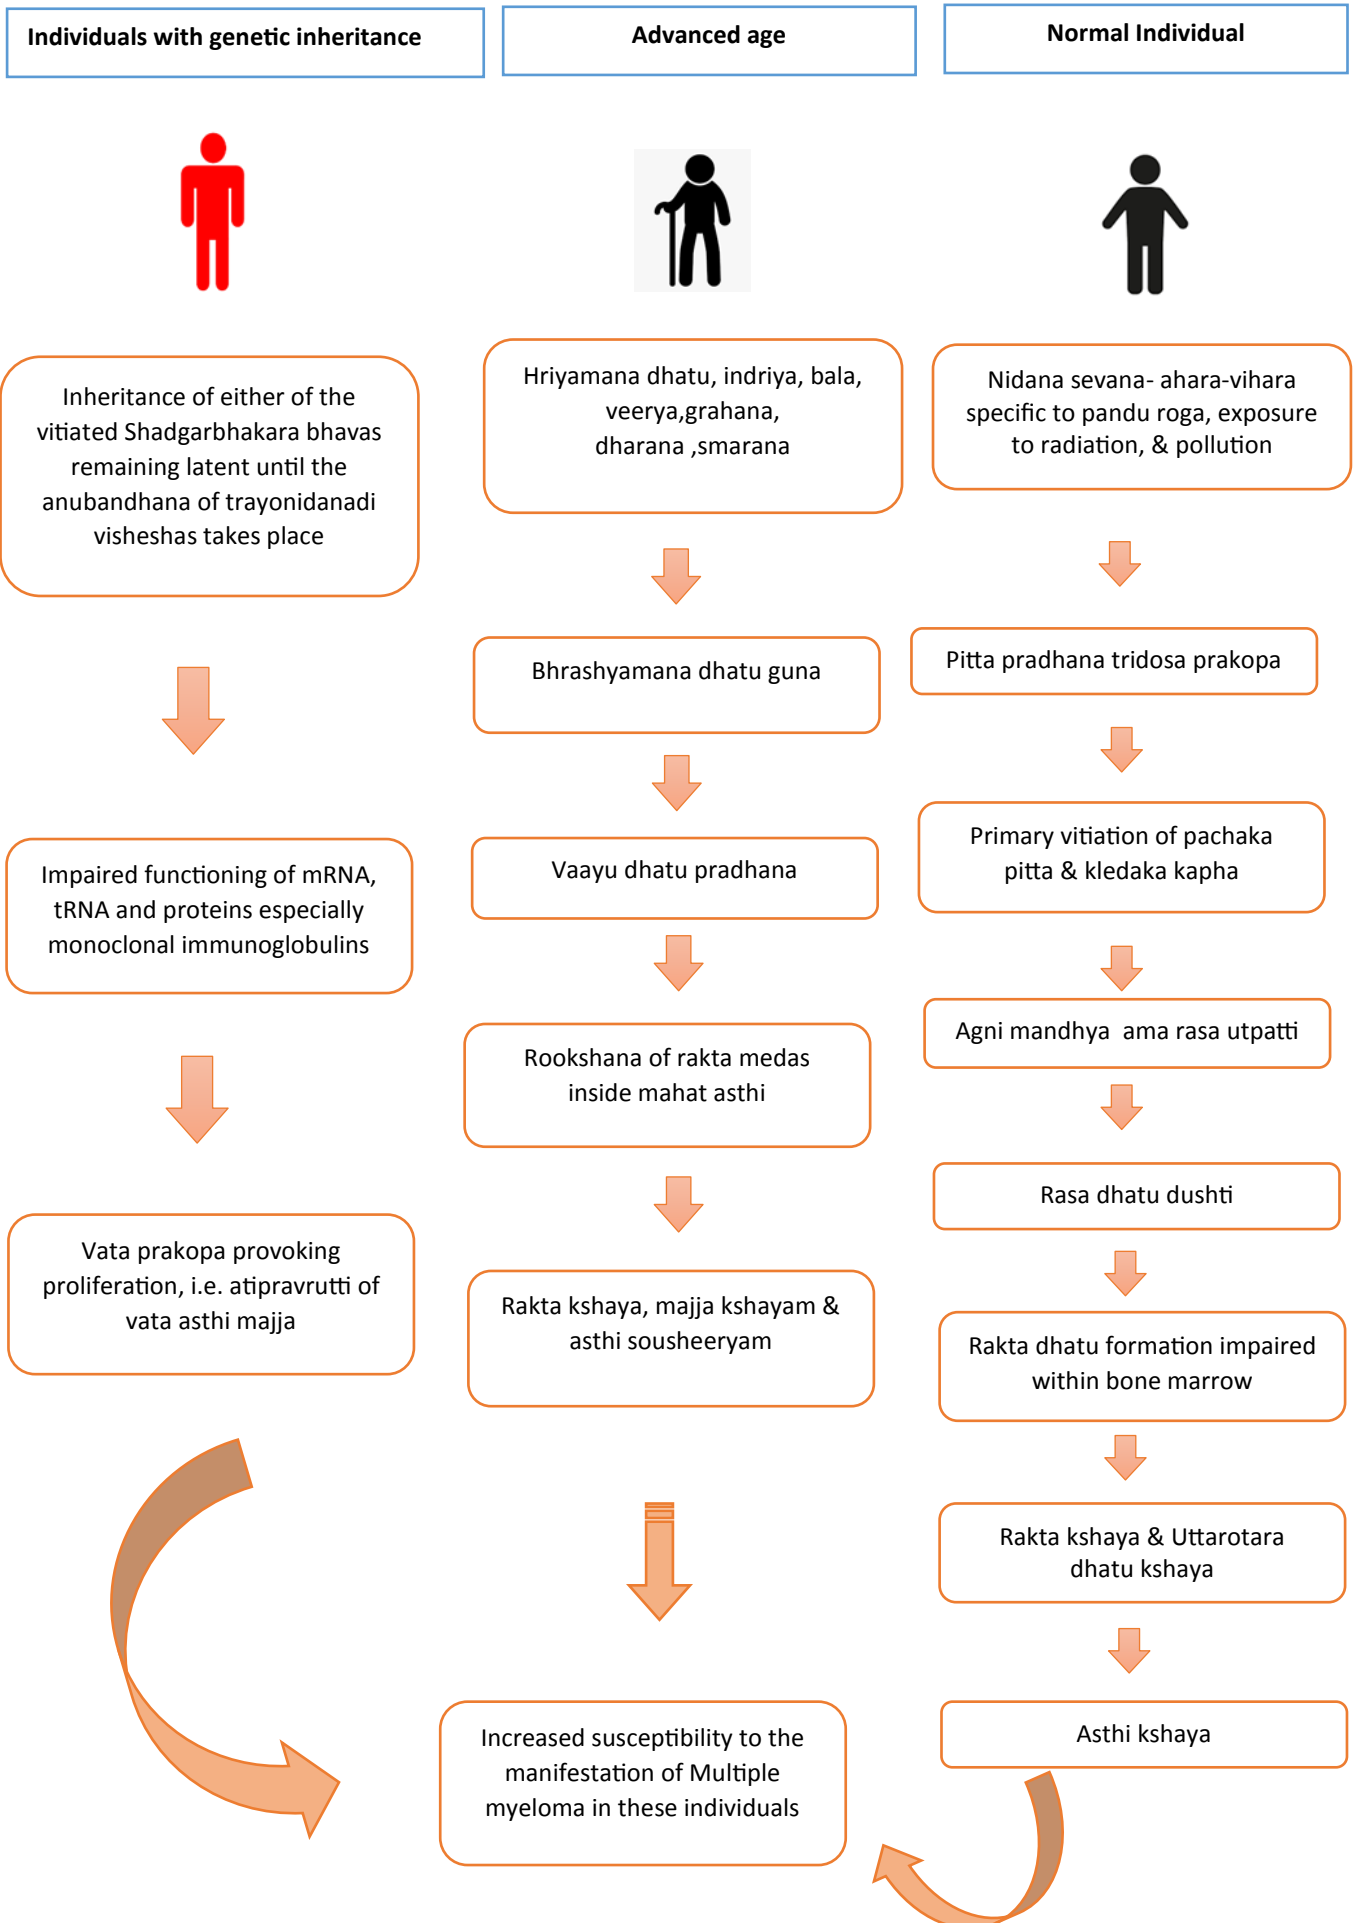 Individuals with genetic inheritance
Advanced age
Normal Individual
Inheritance of either of the
vitiated Shadgarbhakara bhavas
remaining latent until the
anubandhana of trayonidanadi
visheshas takes place
Impaired functioning of mRNA,
tRNA and proteins especially
monoclonal immunoglobulins
Vata prakopa provoking
proliferation, i.e. atipravrutti of
vata asthi majja
Hriyamana dhatu, indriya, bala,
veerya,grahana,
dharana ,smarana
Bhrashyamana dhatu guna
Vaayu dhatu pradhana
Rookshana of rakta medas
inside mahat asthi
Rakta kshaya, majja kshayam &
asthi sousheeryam
Nidana sevana- ahara-vihara
specific to pandu roga, exposure
to radiation, & pollution
Pitta pradhana tridosa prakopa
Primary vitiation of pachaka
pitta & kledaka kapha
Agni mandhya  ama rasa utpatti
Rasa dhatu dushti
Rakta dhatu formation impaired
within bone marrow
Rakta kshaya & Uttarotara
dhatu kshaya
Asthi kshaya
Increased susceptibility to the
manifestation of Multiple
myeloma in these individuals